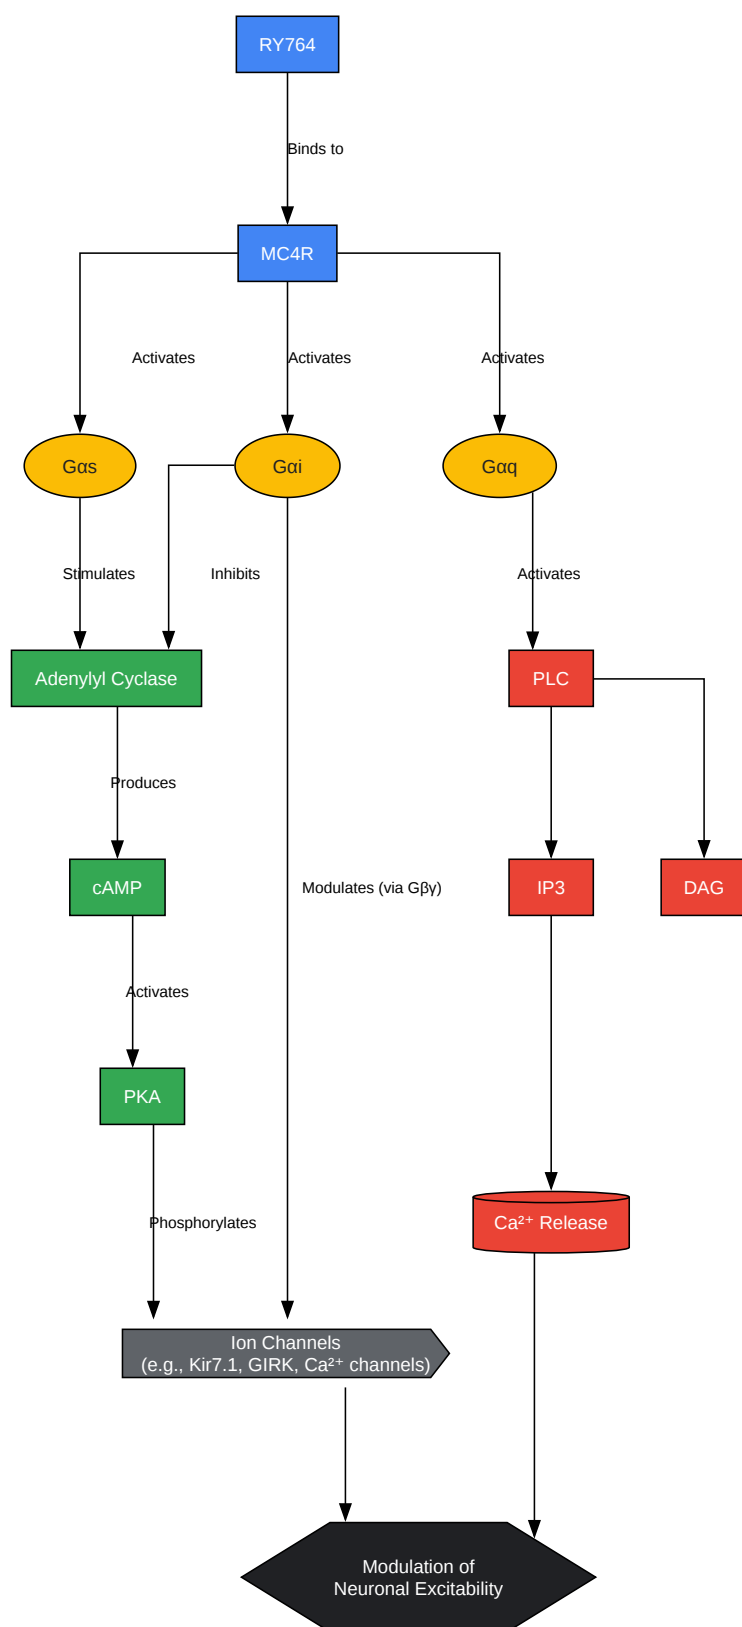 RY764
Binds to
MC4R
Activates
Activates
Activates
Gαs
Gαi
Gαq
Stimulates
Inhibits
Activates
Adenylyl Cyclase
PLC
Produces
cAMP
Modulates (via Gβγ)
IP3
DAG
Activates
PKA
Phosphorylates
Ca²⁺ Release
Ion Channels
(e.g., Kir7.1, GIRK, Ca²⁺ channels)
Modulation of
Neuronal Excitability